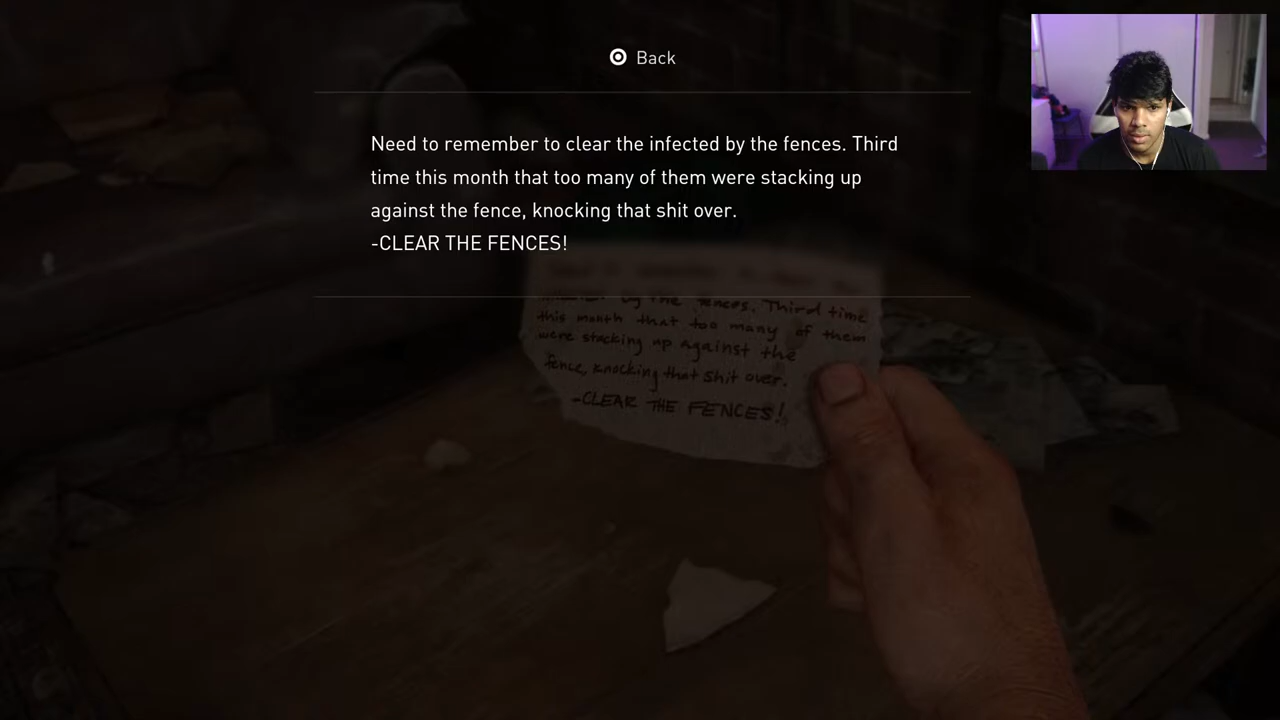 Back
Need to remember to clear the infected by the fences. Third
time this month that too many of them were stacking up
against the fence, knocking that shit over.
-CLEAR THE FENCES!
by the fences. Third time
this month that too many of them
were stacking up against the
fence, knocking that shit over.
-CLEAR THE FENCES!